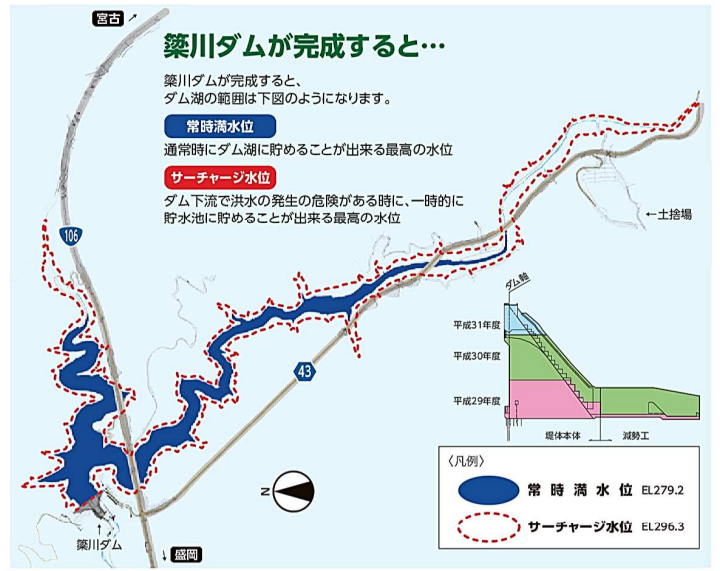 宮古
簗川ダムが完成すると…
簗川ダムが完成すると、
ダム湖の範囲は下図のようになります。
常時満水位
通常時にダム湖に貯めることが出来る最高の水位
サーチャージ水位
ダム下流で洪水の発生の危険がある時に、一時的に
貯水池に貯めることが出来る最高の水位
←土捨場
106
ダム軸
平成31年度
平成30年度
平成29年度
43
堤体本体 減勢工
〈凡例〉
常時満水位 EL279.2
サーチャージ水位 EL296.3
N
簗川ダム
↓盛岡